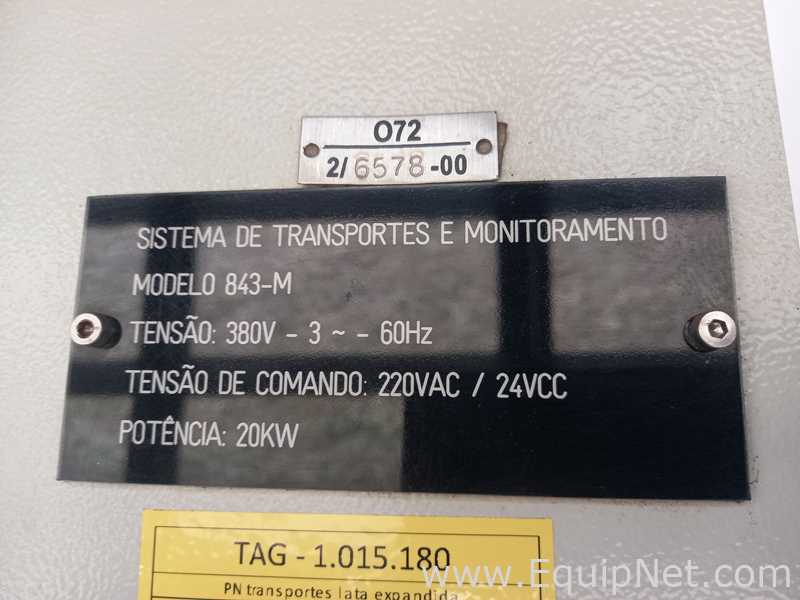 O72
2/6578-00
SISTEMA DE TRANSPORTES E MONITORAMENTO
MODELO 843-M
TENSÃO: 380V - 3 ~ - 60Hz
TENSÃO DE COMANDO: 220VAC / 24VCC
POTÊNCIA: 20KW
TAG - 1.015.180
PN transportes lata expandida
www.EquipNet.com